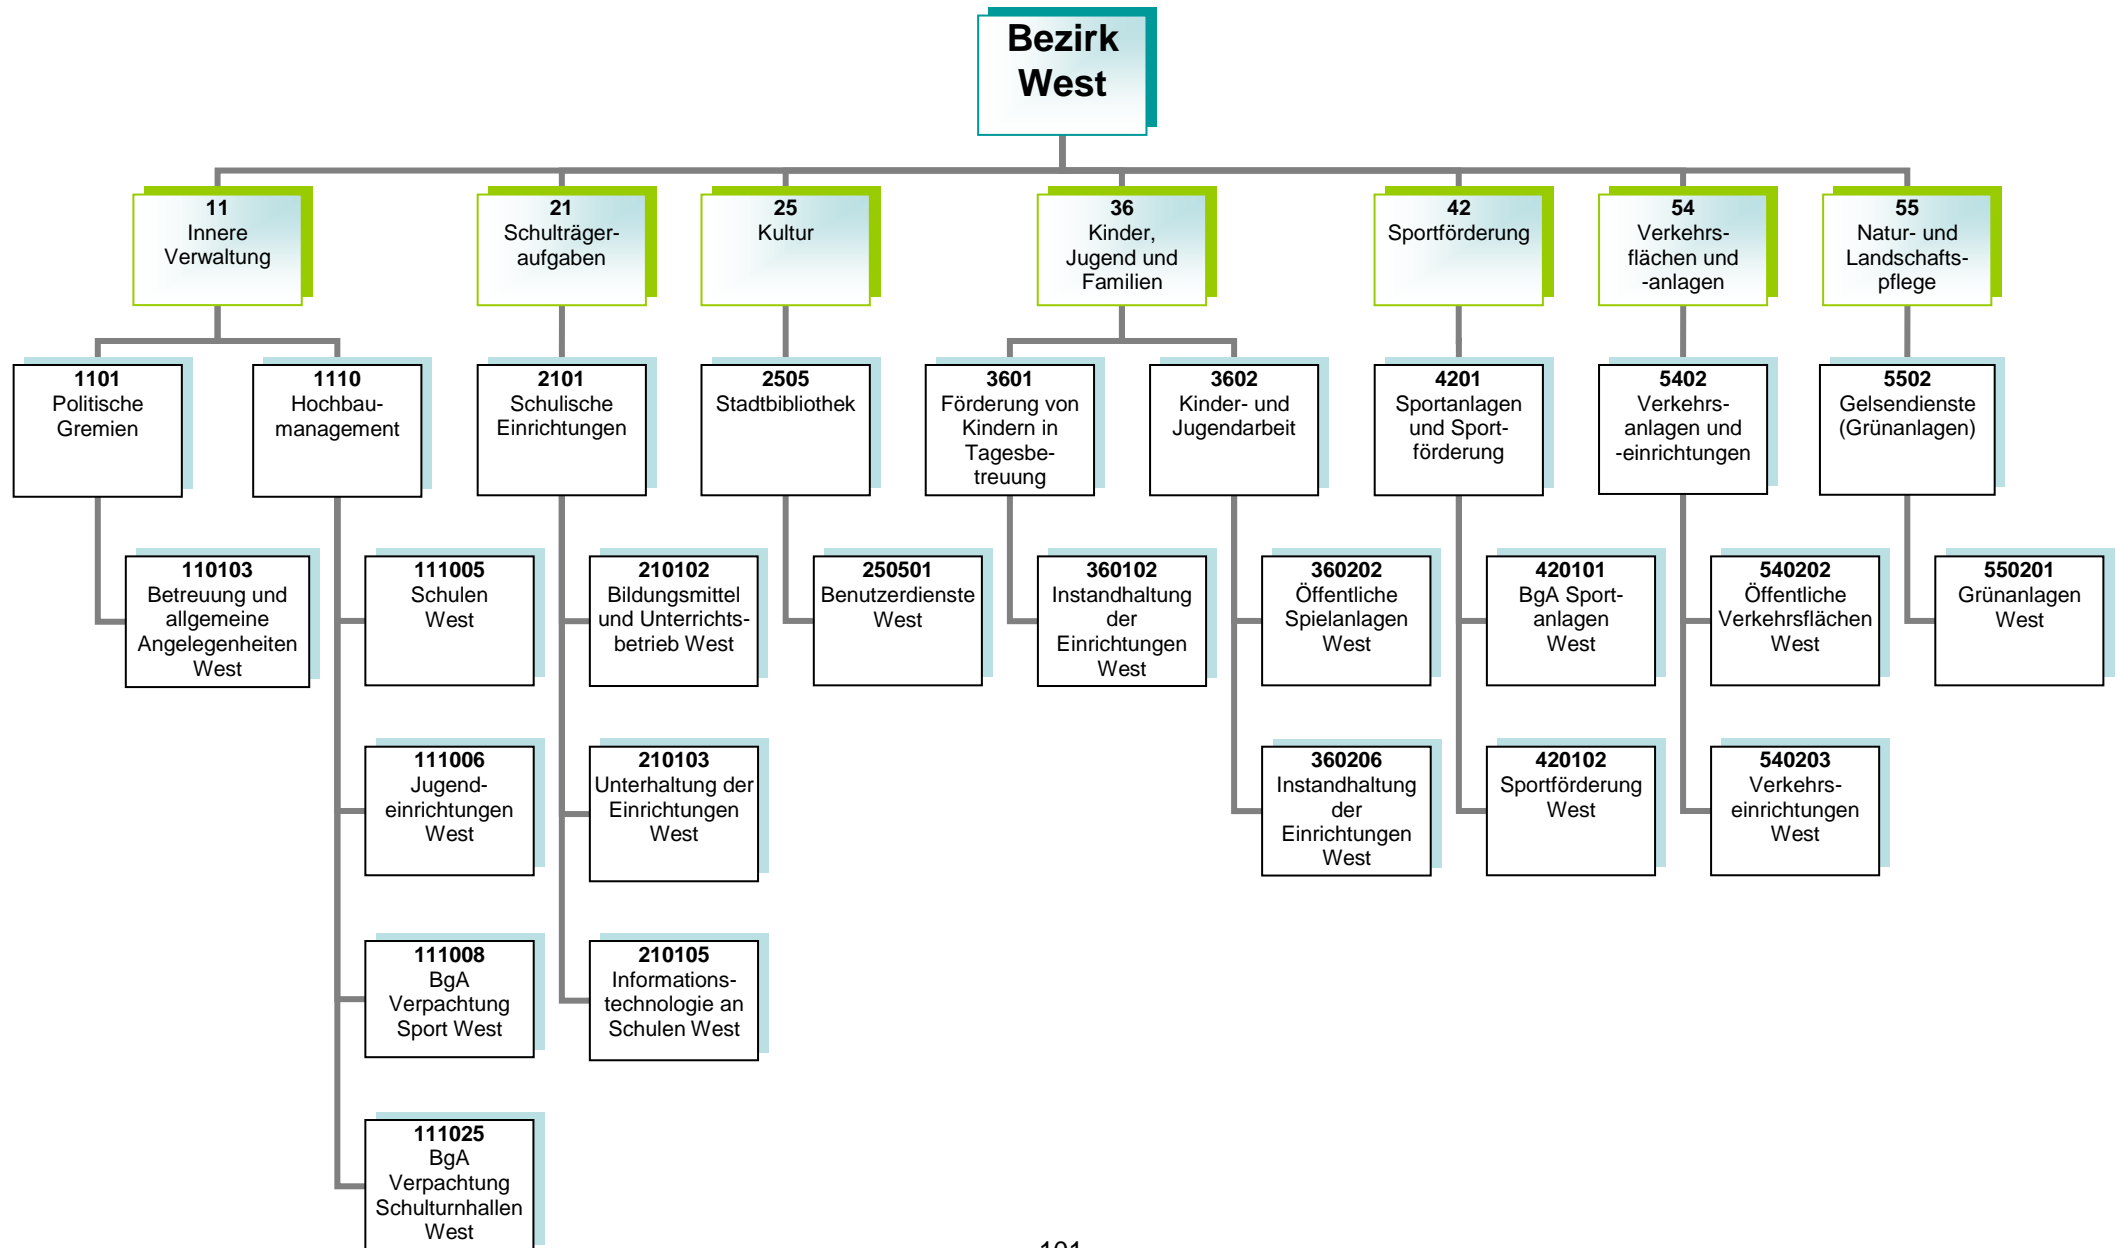 Bezirk
West
11
Innere
Verwaltung
21
Schulträger-
aufgaben
25
Kultur
36
Kinder,
Jugend und
Familien
42
Sportförderung
54
Verkehrs-
flächen und
-anlagen
55
Natur- und
Landschafts-
pflege
1101
Politische
Gremien
1110
Hochbau-
management
2101
Schulische
Einrichtungen
2505
Stadtbibliothek
3601
Förderung von
Kindern in
Tagesbe-
treuung
3602
Kinder- und
Jugendarbeit
4201
Sportanlagen
und Sport-
förderung
5402
Verkehrs-
anlagen und
-einrichtungen
5502
Gelsendienste
(Grünanlagen)
110103
Betreuung und
allgemeine
Angelegenheiten
West
111005
Schulen
West
210102
Bildungsmittel
und Unterrichts-
betrieb West
250501
Benutzerdienste
West
360102
Instandhaltung
der
Einrichtungen
West
360202
Öffentliche
Spielanlagen
West
420101
BgA Sport-
anlagen
West
540202
Öffentliche
Verkehrsflächen
West
550201
Grünanlagen
West
111006
Jugend-
einrichtungen
West
210103
Unterhaltung der
Einrichtungen
West
360206
Instandhaltung
der
Einrichtungen
West
420102
Sportförderung
West
540203
Verkehrs-
einrichtungen
West
111008
BgA
Verpachtung
Sport West
210105
Informations-
technologie an
Schulen West
111025
BgA
Verpachtung
Schulturnhallen
West
101